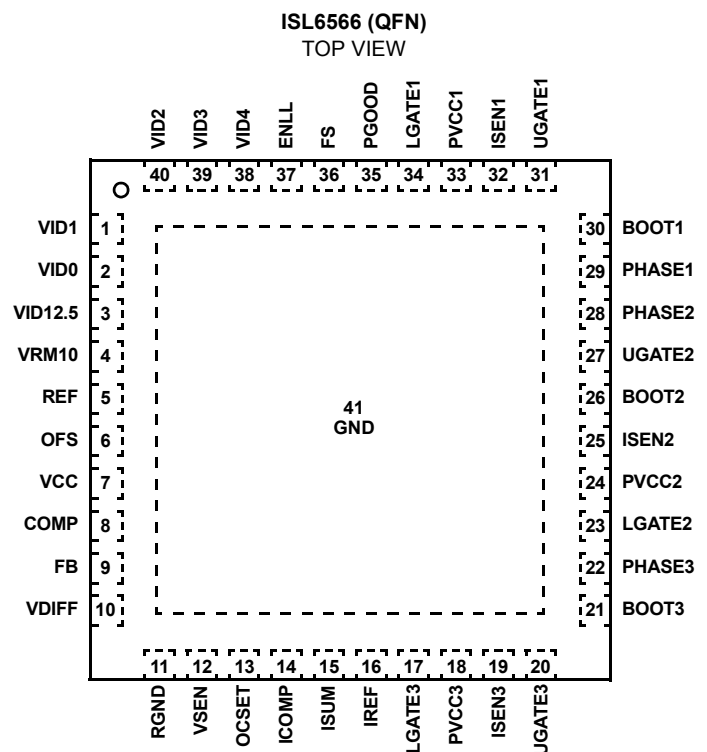 ISL6566 (QFN)
TOP VIEW
VID2
VID3
VID4
ENLL
FS
PGOOD
LGATE1
PVCC1
ISEN1
UGATE1
40 39 38 37 36 35 34 33 32 31
VID1 1 30 BOOT1
VID0 2 29 PHASE1
VID12.5 3 28 PHASE2
VRM10 4 27 UGATE2
REF 5 26 BOOT2
41
GND
OFS 6 25 ISEN2
VCC 7 24 PVCC2
COMP 8 23 LGATE2
FB 9 22 PHASE3
VDIFF 10 21 BOOT3
11 12 13 14 15 16 17 18 19 20
RGND
VSEN
OCSET
ICOMP
ISUM
IREF
LGATE3
PVCC3
ISEN3
UGATE3